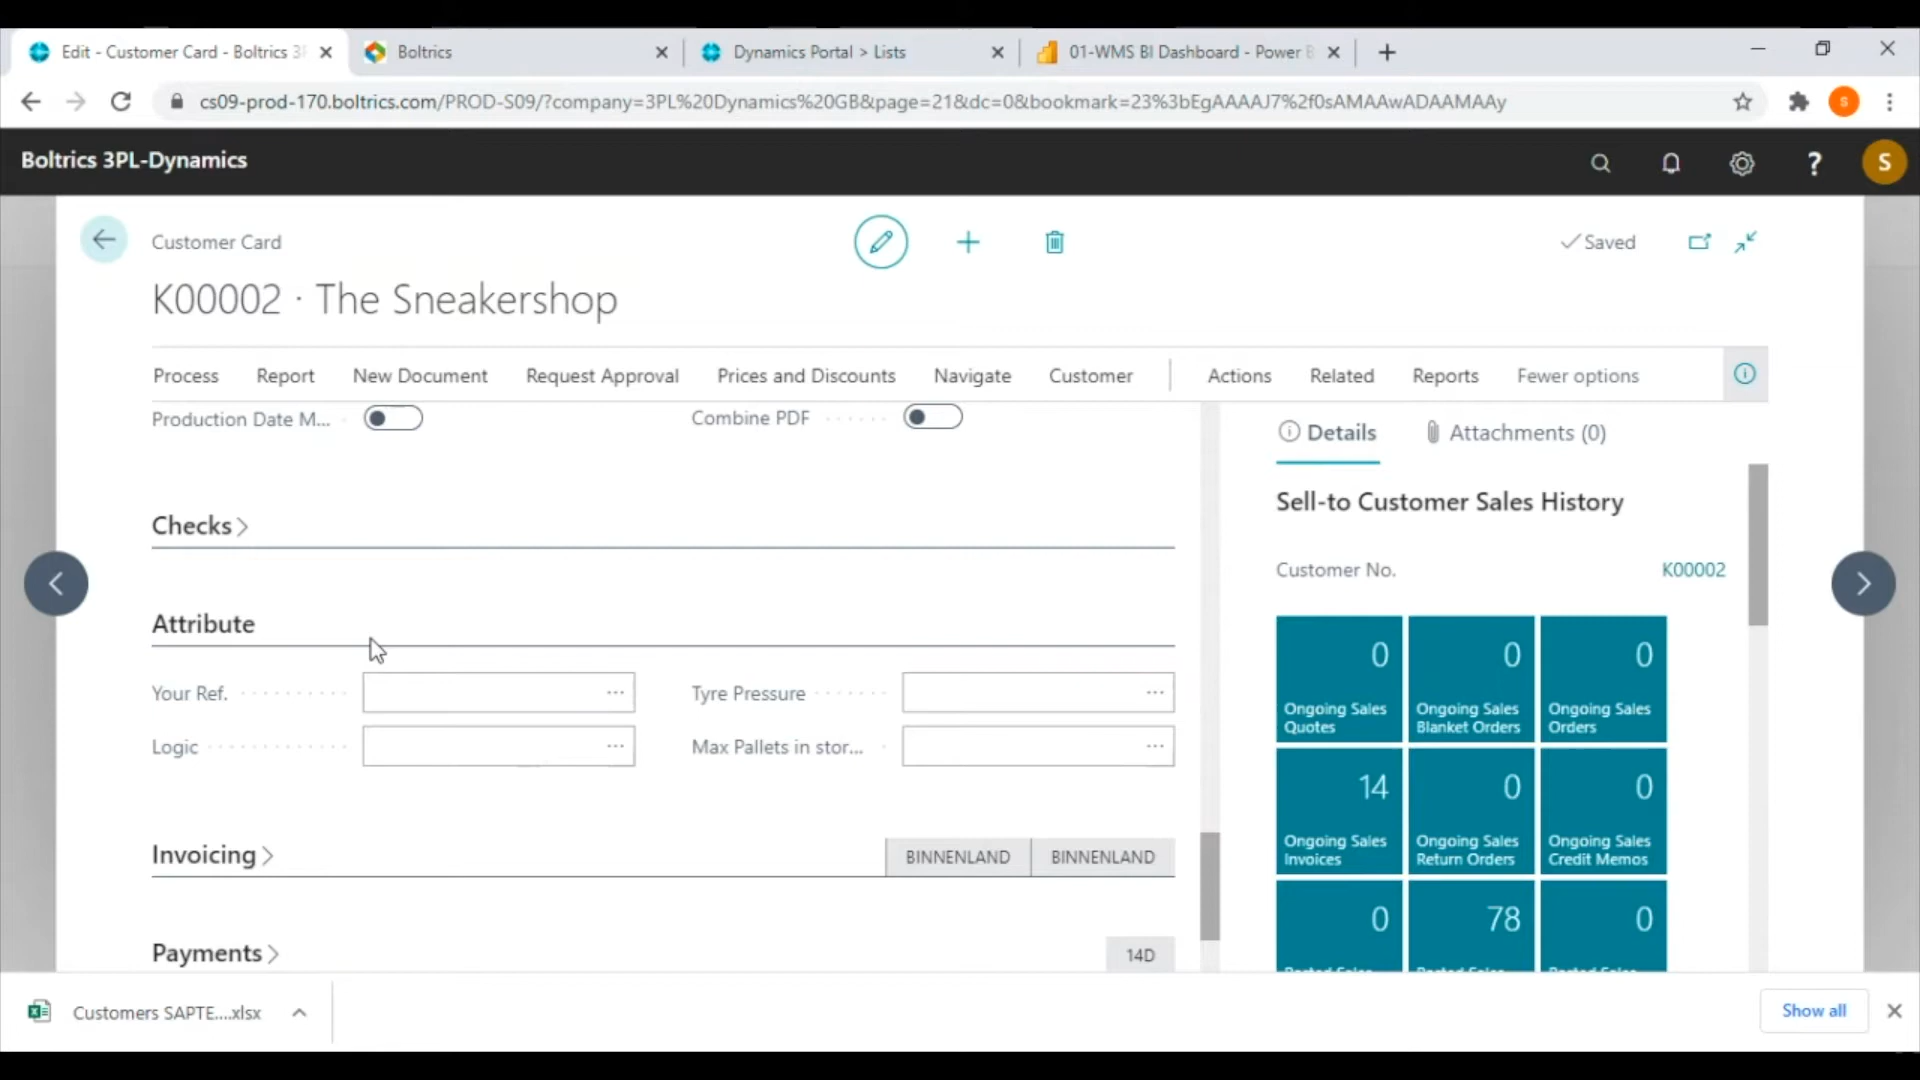 Edit - Customer Card - Boltrics 3
Boltrics
Dynamics Portal > Lists
01-WMS BI Dashboard - Power B
cs09-prod-170.boltrics.com/PROD-S09/?company=3PL%20Dynamics%20GB&page=21&dc=0&bookmark=23%3bEgAAAAJ7%2f0sAMAAwADAAMAAy
S
Boltrics 3PL-Dynamics
?
S
Customer Card
Saved
K00002 · The Sneakershop
Process Report New Document Request Approval Prices and Discounts Navigate Customer Actions Related Reports Fewer options
Production Date M...
Combine PDF
Checks
Attribute
Your Ref.
Tyre Pressure
Logic
Max Pallets in stor...
Invoicing
BINNENLAND
BINNENLAND
Payments
14D
Details
Attachments (0)
Sell-to Customer Sales History
Customer No.
K00002
0
Ongoing Sales
Quotes
0
Ongoing Sales
Blanket Orders
0
Ongoing Sales
Orders
14
Ongoing Sales
Invoices
0
Ongoing Sales
Return Orders
0
Ongoing Sales
Credit Memos
0
78
0
Customers SAPTE....xlsx
Show all